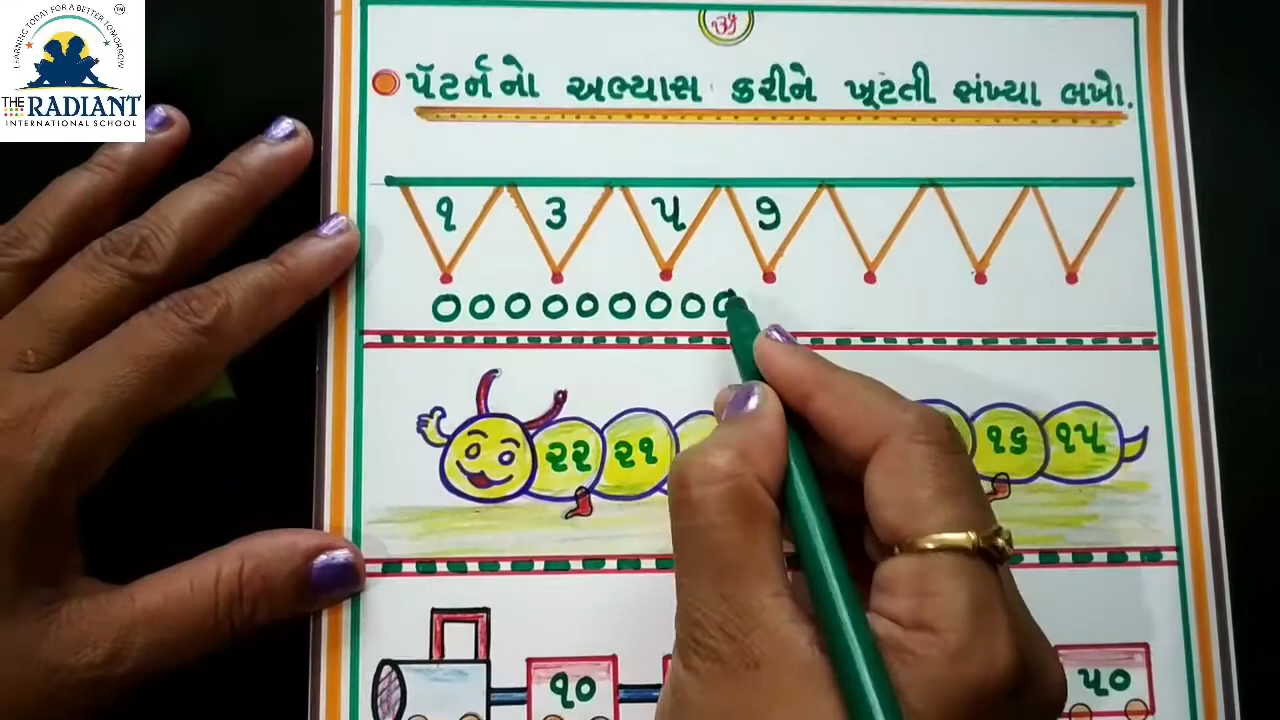 LEARNING TODAY FOR A BETTER TOMORROW
TM
THE RADIANT
INTERNATIONAL SCHOOL
પૅટર્નનો અભ્યાસ કરીને ખૂટતી સંખ્યા લખો.
૧ ૩ ૫ ૭
૨૨ ૨૧ ૧૬ ૧૫
૧૦ ૫૦